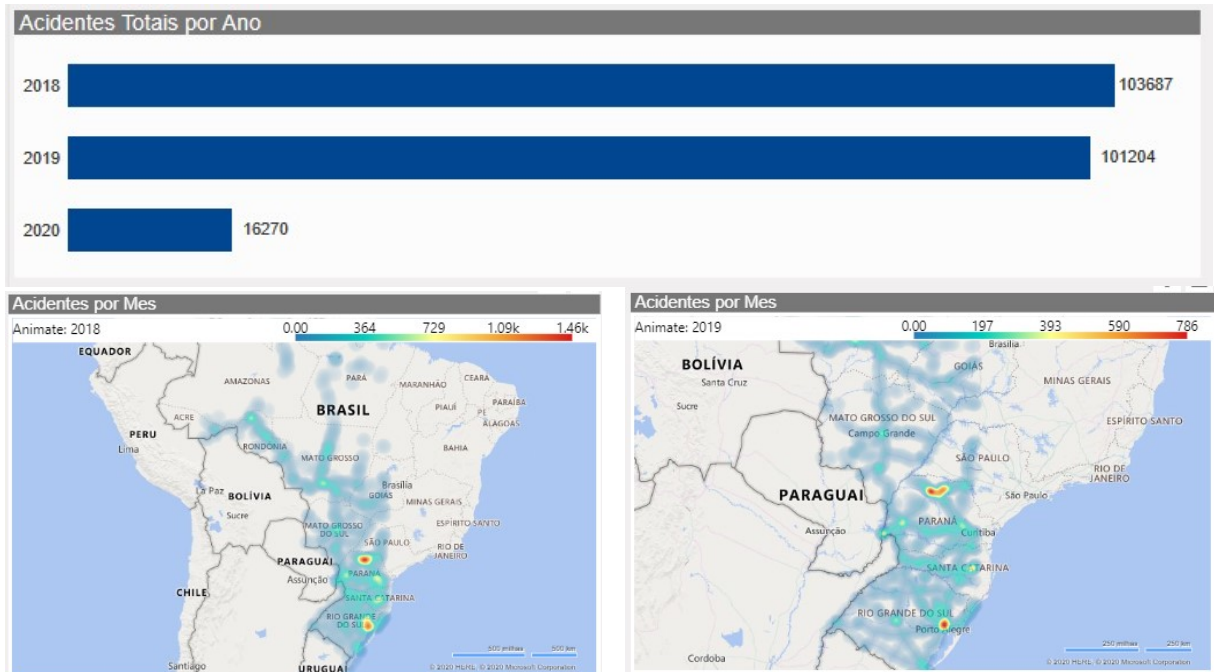 Acidentes Totais por Ano
2018
103687
2019
101204
2020
16270
Acidentes por Mes
Animate: 2018
0.00 364 729 1.09k 1.46k
EQUADOR
AMAZONAS
PARÁ
MARANHÃO
CEARA
BRASIL
PIAUÍ
PE
PARAÍBA
ALAGOAS
ACRE
PERU
Lima
RONDÔNIA
MATO GROSSO
BAHIA
La Paz
BOLÍVIA
Brasília
GOIAS
MINAS GERAIS
Sucre
MATO GROSSO
DO SUL
ESPÍRITO SANTO
SÃO PAULO
RIO DE
JANEIRO
PARAGUAI
Assunção
PARANÁ
CHILE
SANTA CATARINA
RIO GRANDE
DO SUL
500 milhas 500 km
Santiago
URUGUAI
© 2020 HERE, © 2020 Microsoft Corporation
Acidentes por Mes
Animate: 2019
0.00 197 393 590 786
Brasilia
BOLÍVIA
GOIÁS
Santa Cruz
MINAS GERAIS
Sucre
MATO GROSSO DO SUL
Campo Grande
ESPÍRITO SANTO
SÃO PAULO
RIO DE
JANEIRO
PARAGUAI
São Paulo
Assunção
PARANÁ
Curitiba
SANTA CATARINA
RIO GRANDE DO SUL
Porto Alegre
250 milhas 250 km
Cordoba
© 2020 HERE, © 2020 Microsoft Corporation